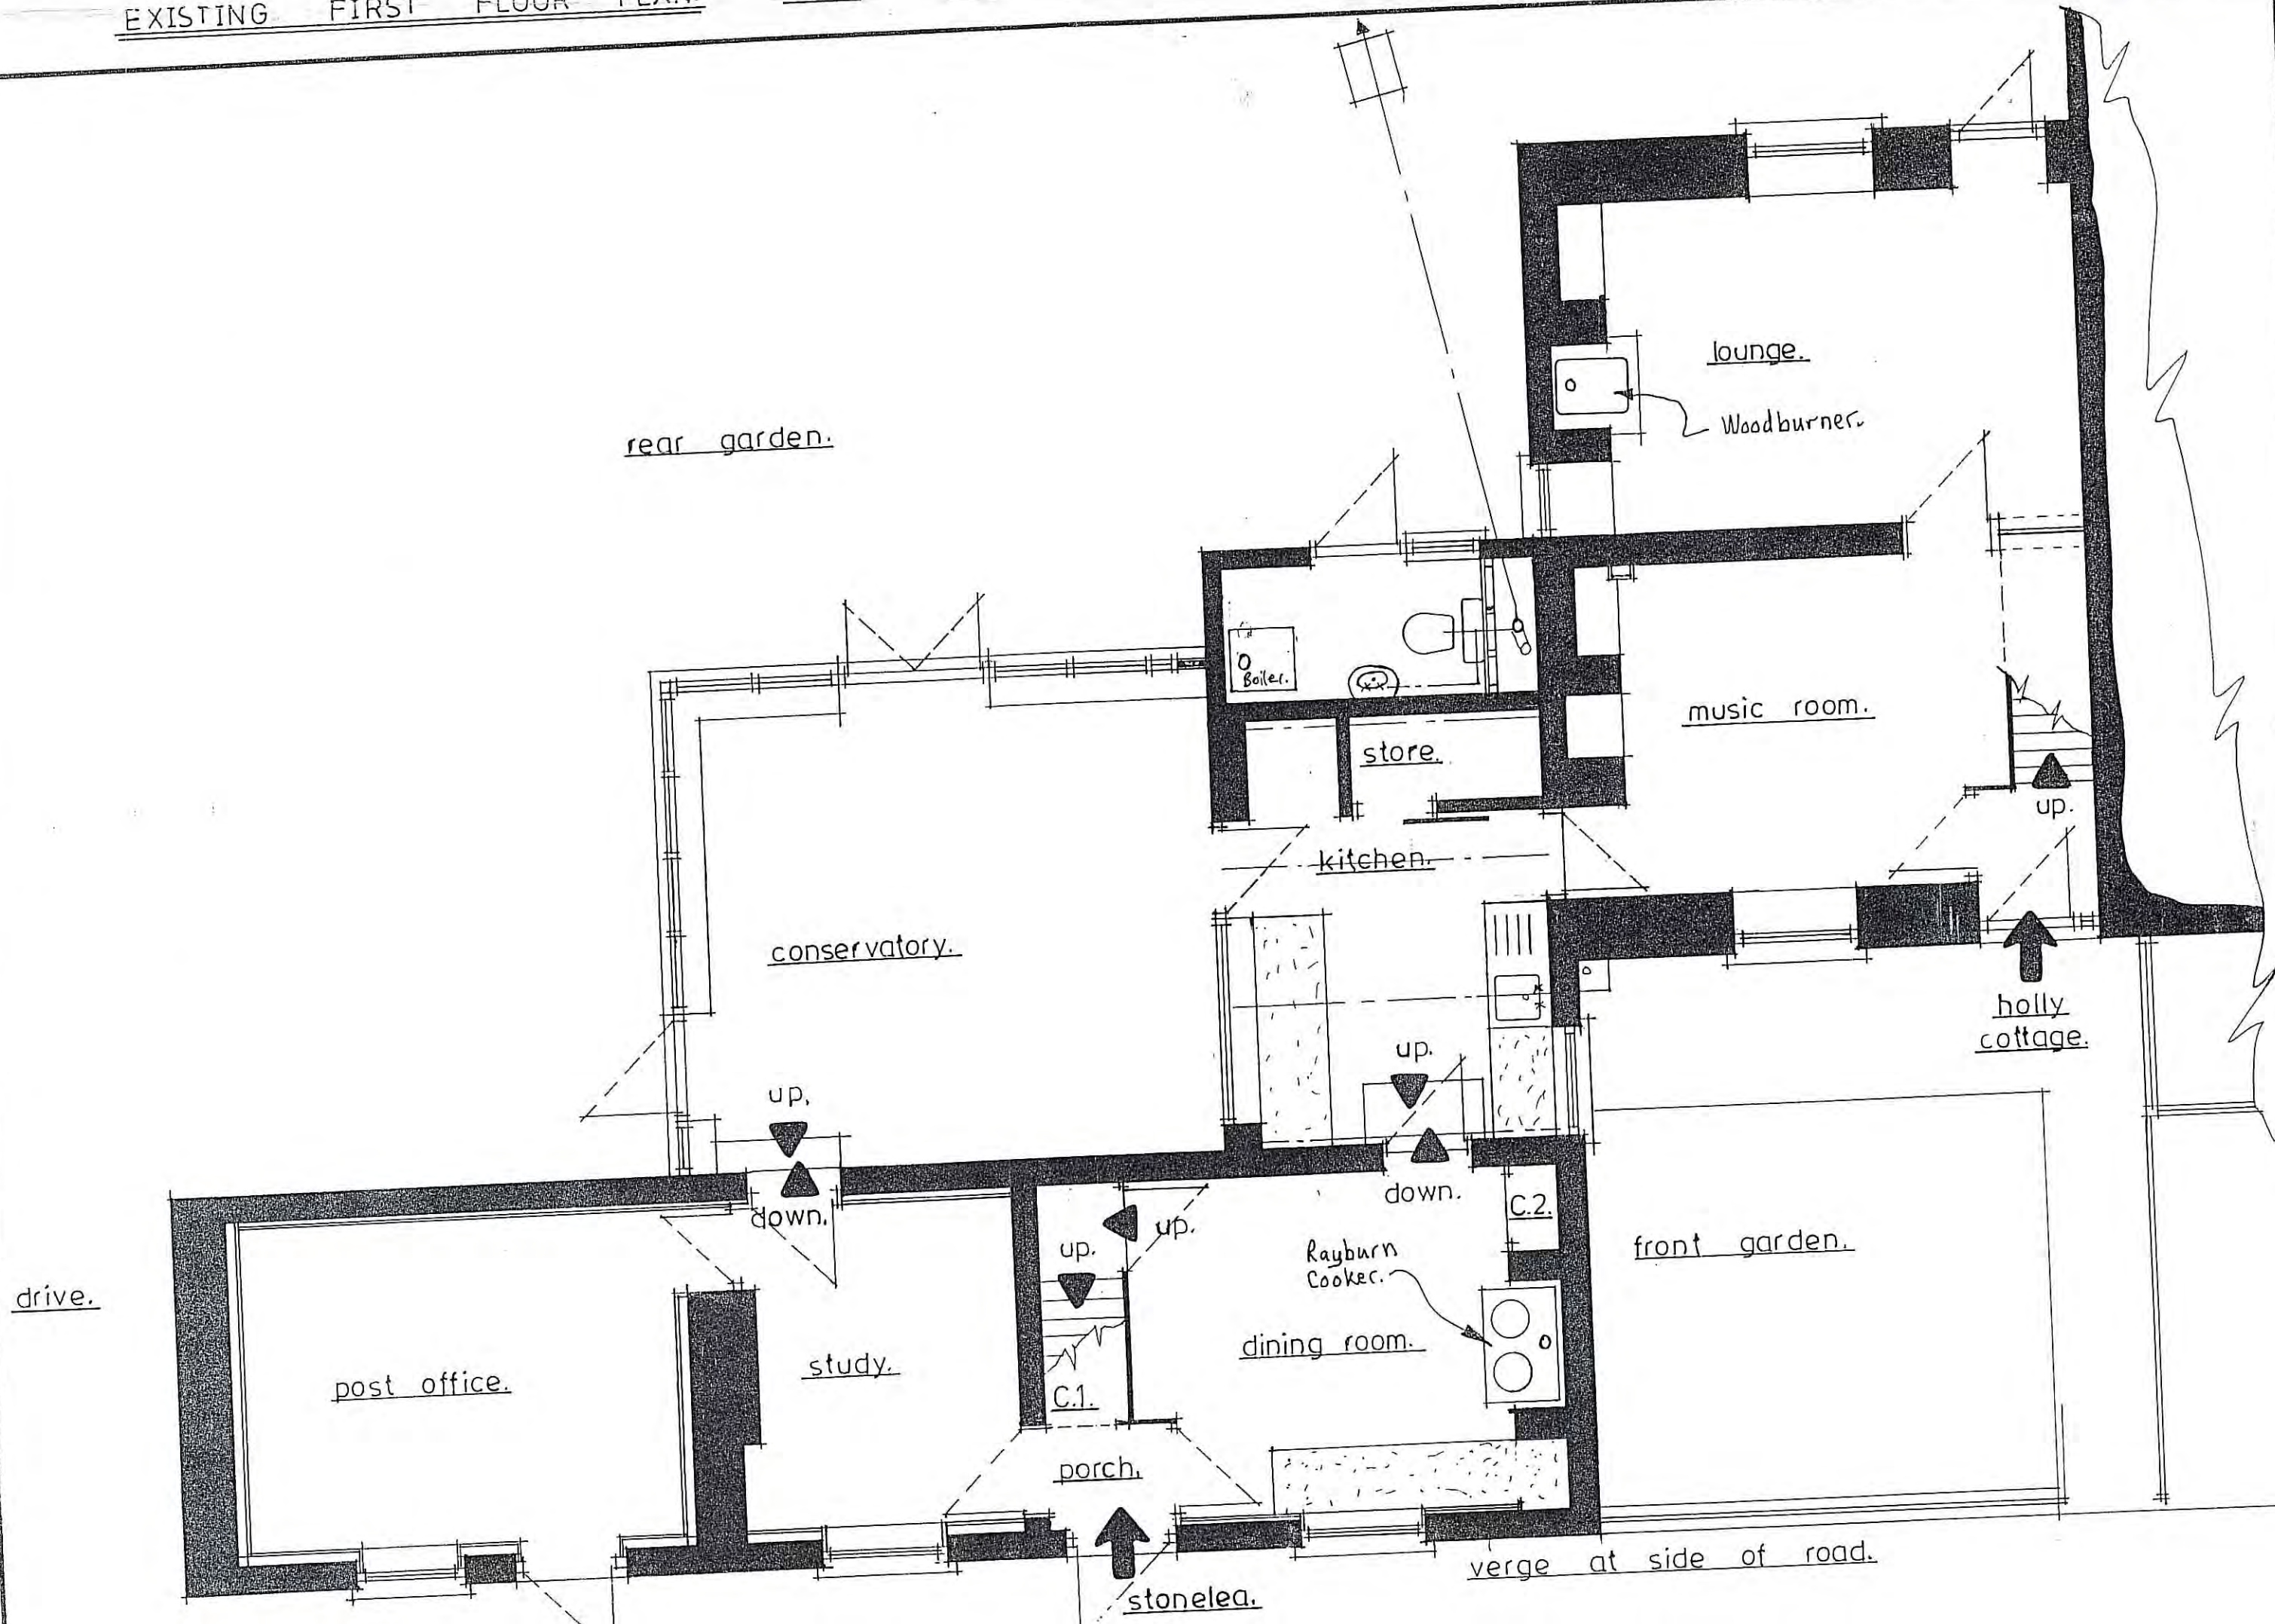 EXISTING FIRST FLOOR PLAN.
lounge.
Woodburner.
rear garden.
Boiler.
store.
music room.
up.
kitchen.
conservatory.
holly
cottage.
up.
up.
down.
down.
C.2.
up.
up.
Rayburn
Cooker.
front garden.
drive.
dining room.
study.
post office.
C.1.
porch.
verge at side of road.
stonelea.